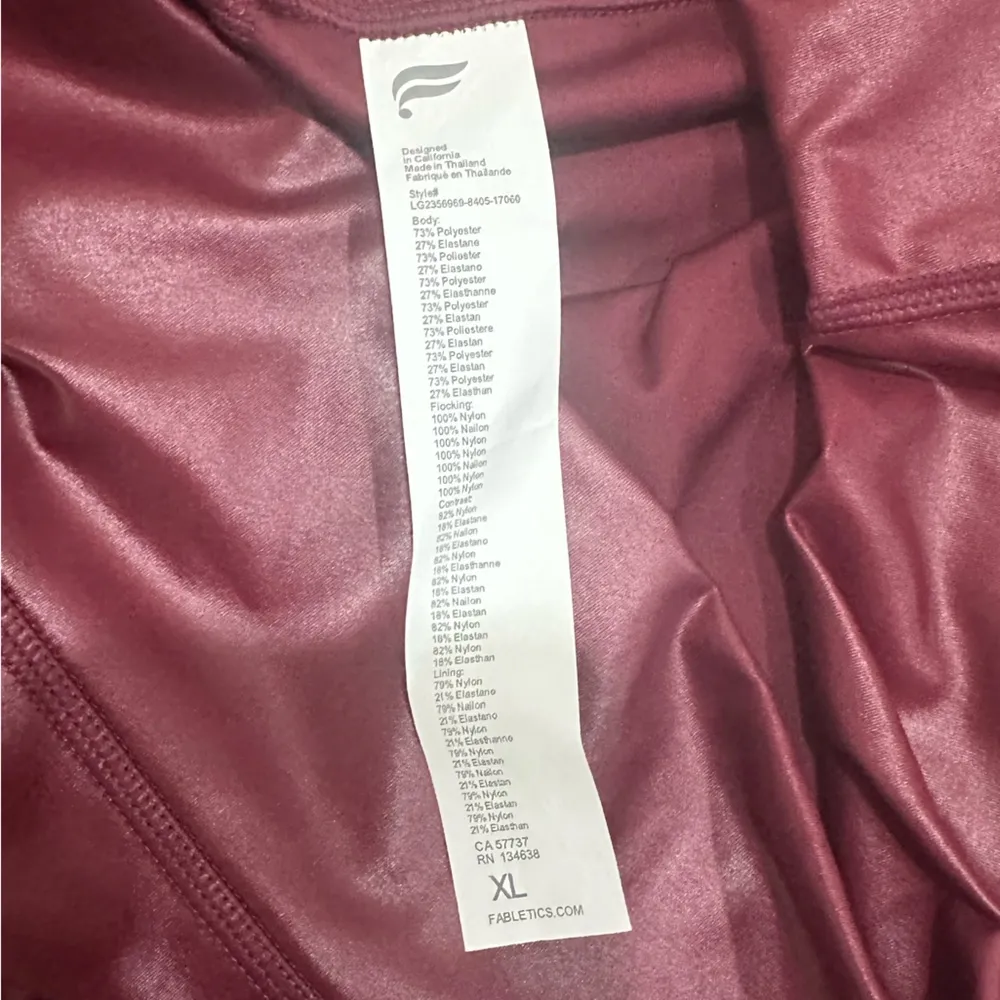 Designed
in California
Made in Thailand
Fabriqué en Thaïlande
Style#
LG2356969-8405-17060
Body:
73% Polyester
27% Elastane
73% Poliester
27% Elastano
73% Polyester
27% Elasthanne
73% Polyester
27% Elastan
73% Poliestere
27% Elastan
73% Polyester
27% Elastan
73% Polyester
27% Elasthan
Flocking:
100% Nylon
100% Nailon
100% Nylon
100% Nylon
100% Nailon
100% Nylon
100% Nylon
Contrast:
82% Nylon
18% Elastane
82% Nailon
18% Elastano
82% Nylon
18% Elasthanne
82% Nylon
18% Elastan
82% Nailon
18% Elastan
82% Nylon
18% Elastan
82% Nylon
18% Elasthan
Lining:
79% Nylon
21% Elastano
79% Nailon
21% Elastano
79% Nylon
21% Elasthanne
79% Nylon
21% Elastan
79% Nailon
21% Elastan
79% Nylon
21% Elastan
79% Nylon
21% Elasthan
CA 57737
RN 134638
XL
FABLETICS.COM